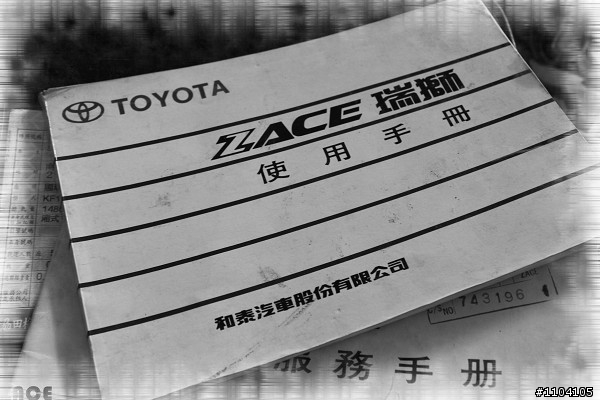 TOYOTA
ZACE 瑞獅
使用手冊
和泰汽車股份有限公司
743196
服務手冊
ACE
#1104105